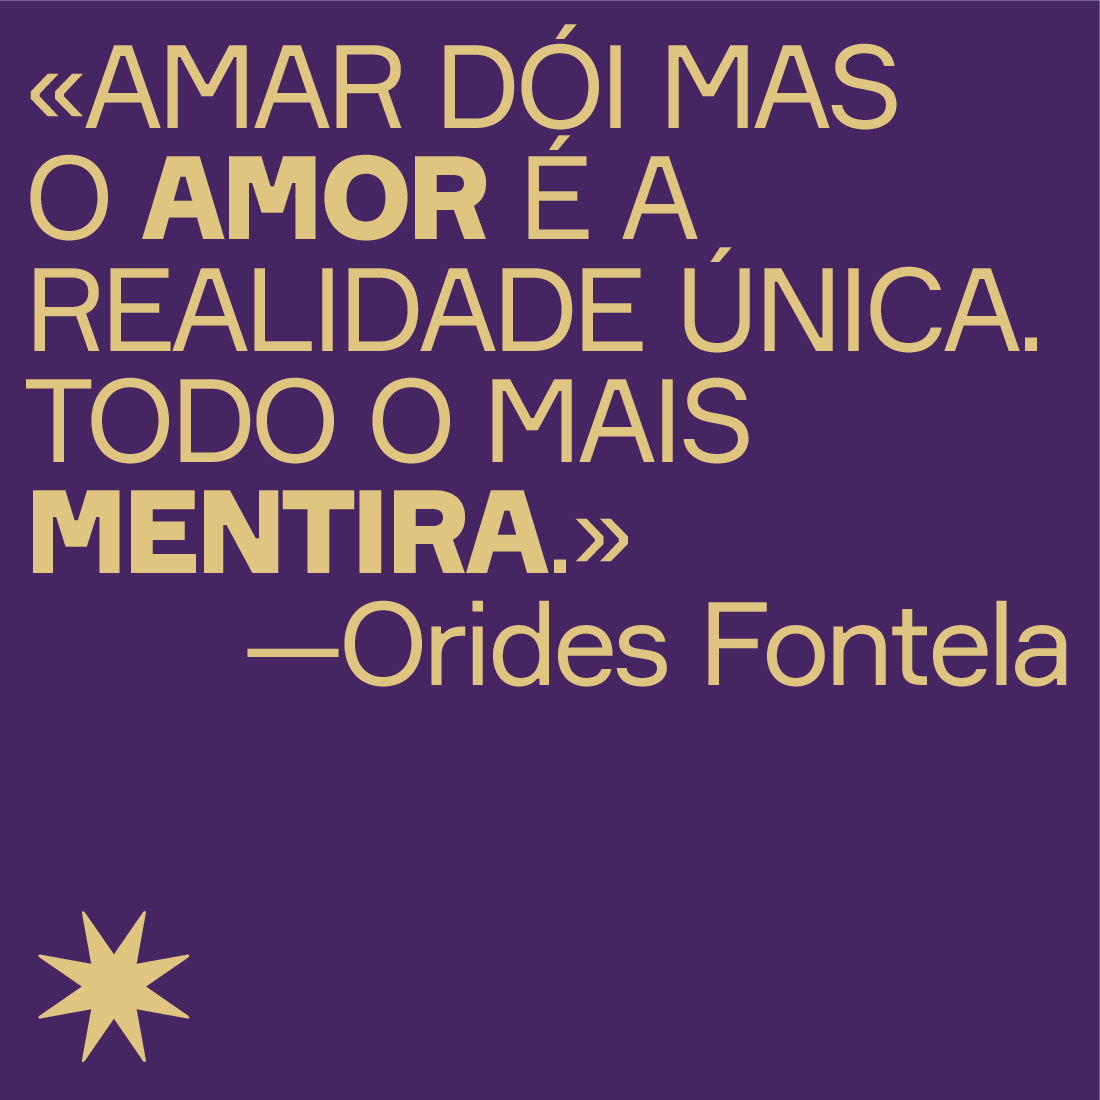 «AMAR DÓI MAS
O AMOR É A
REALIDADE ÚNICA.
TODO O MAIS
MENTIRA.»
—Orides Fontela